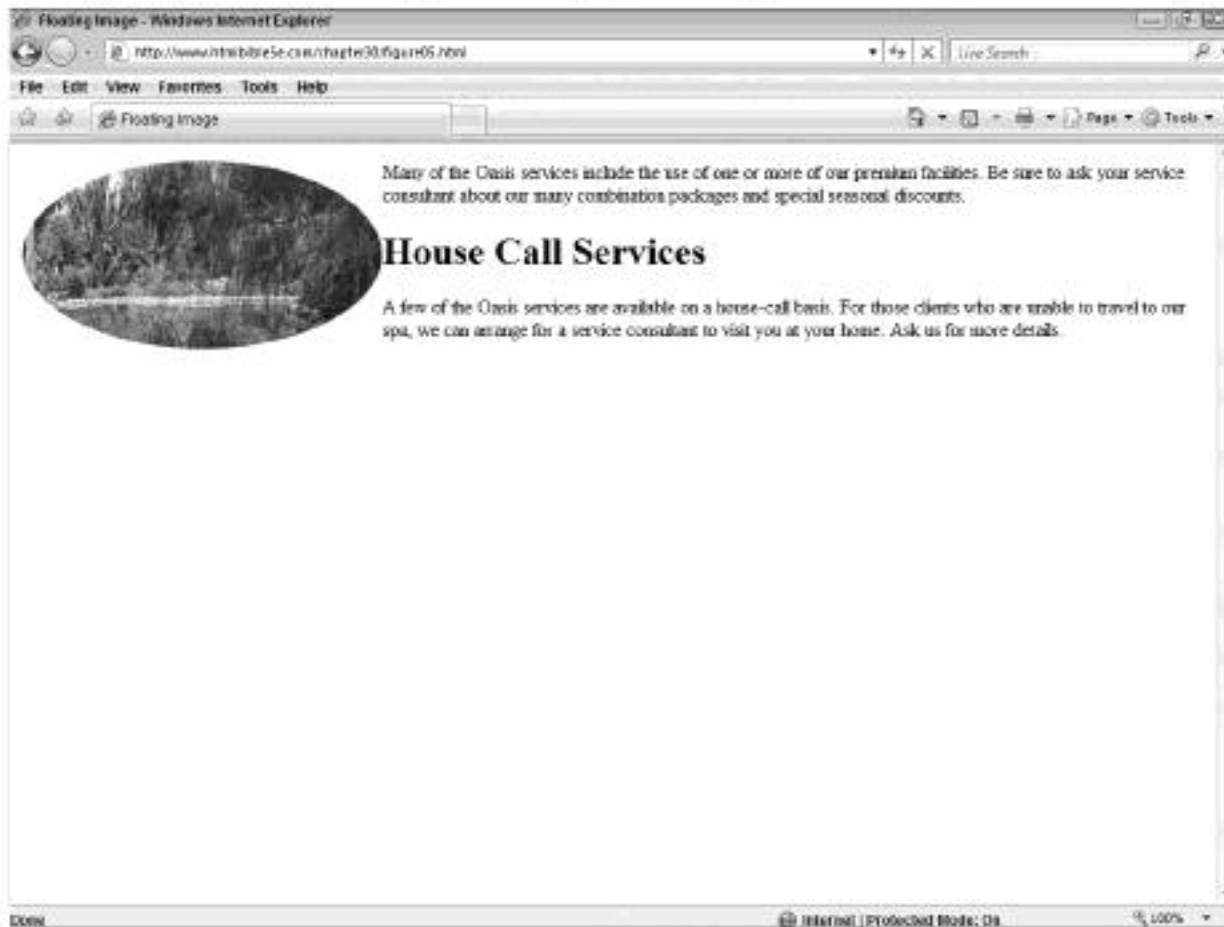 Floating Image - Windows Internet Explorer
http://www.htmlbible5e.com/chapter30/figure05.html
Live Search
File Edit View Favorites Tools Help
Floating Image
Page Tools
Many of the Oasis services include the use of one or more of our premium facilities. Be sure to ask your service
consultant about our many combination packages and special seasonal discounts.
House Call Services
A few of the Oasis services are available on a house-call basis. For those clients who are unable to travel to our
spa, we can arrange for a service consultant to visit you at your home. Ask us for more details.
Done
Internet | Protected Mode: On
100%